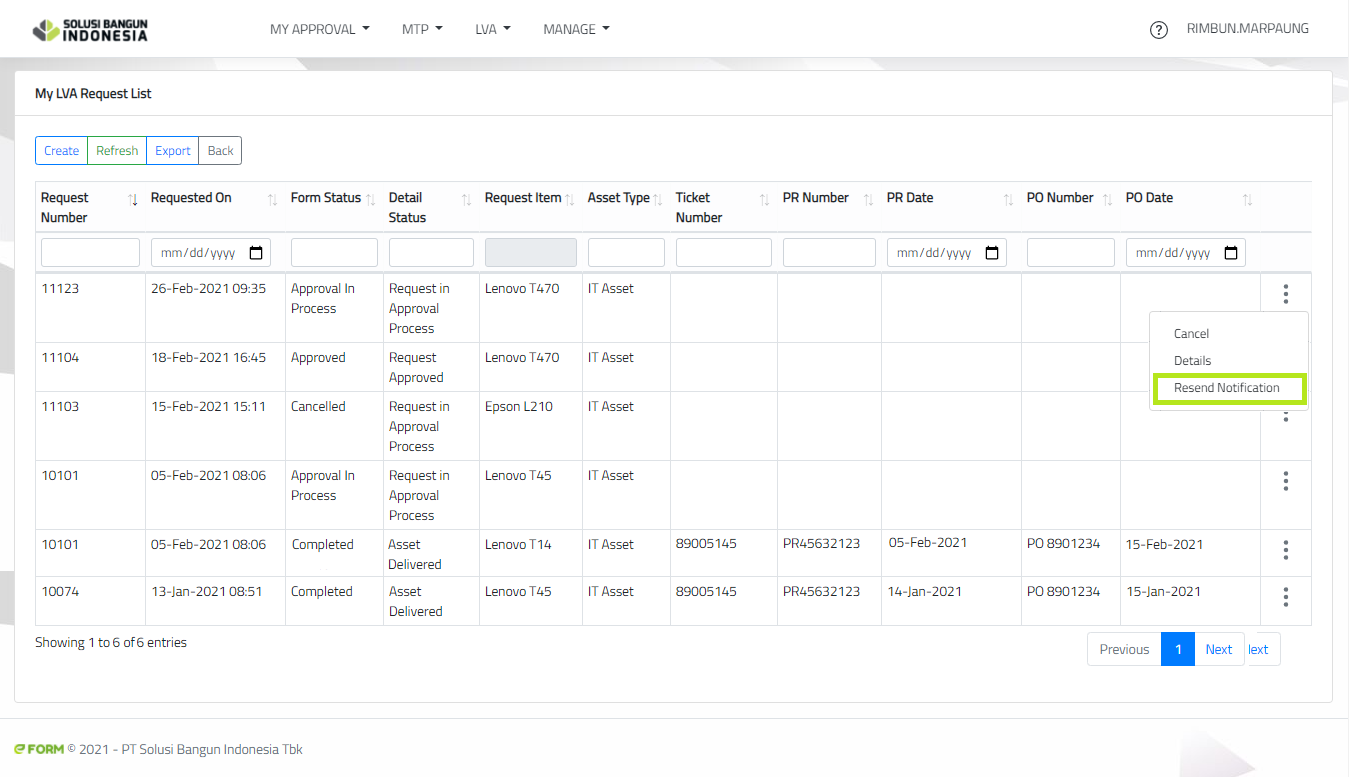 SOLUSI BANGUN
INDONESIA
MY APPROVAL MTP LVA MANAGE
? RIMBUN.MARPAUNG
My LVA Request List
Create Refresh Export Back
Request Number Requested On Form Status Detail Status Request Item Asset Type Ticket Number PR Number PR Date PO Number PO Date
mm/dd/yyyy mm/dd/yyyy mm/dd/yyyy
11123 26-Feb-2021 09:35 Approval In Process Request in Approval Process Lenovo T470 IT Asset
Cancel
Details
Resend Notification
11104 18-Feb-2021 16:45 Approved Request Approved Lenovo T470 IT Asset
11103 15-Feb-2021 15:11 Cancelled Request in Approval Process Epson L210 IT Asset
10101 05-Feb-2021 08:06 Approval In Process Request in Approval Process Lenovo T45 IT Asset
10101 05-Feb-2021 08:06 Completed Asset Delivered Lenovo T14 IT Asset 89005145 PR45632123 05-Feb-2021 PO 8901234 15-Feb-2021
10074 13-Jan-2021 08:51 Completed Asset Delivered Lenovo T45 IT Asset 89005145 PR45632123 14-Jan-2021 PO 8901234 15-Jan-2021
Showing 1 to 6 of 6 entries
Previous 1 Next ext
e FORM © 2021 - PT Solusi Bangun Indonesia Tbk